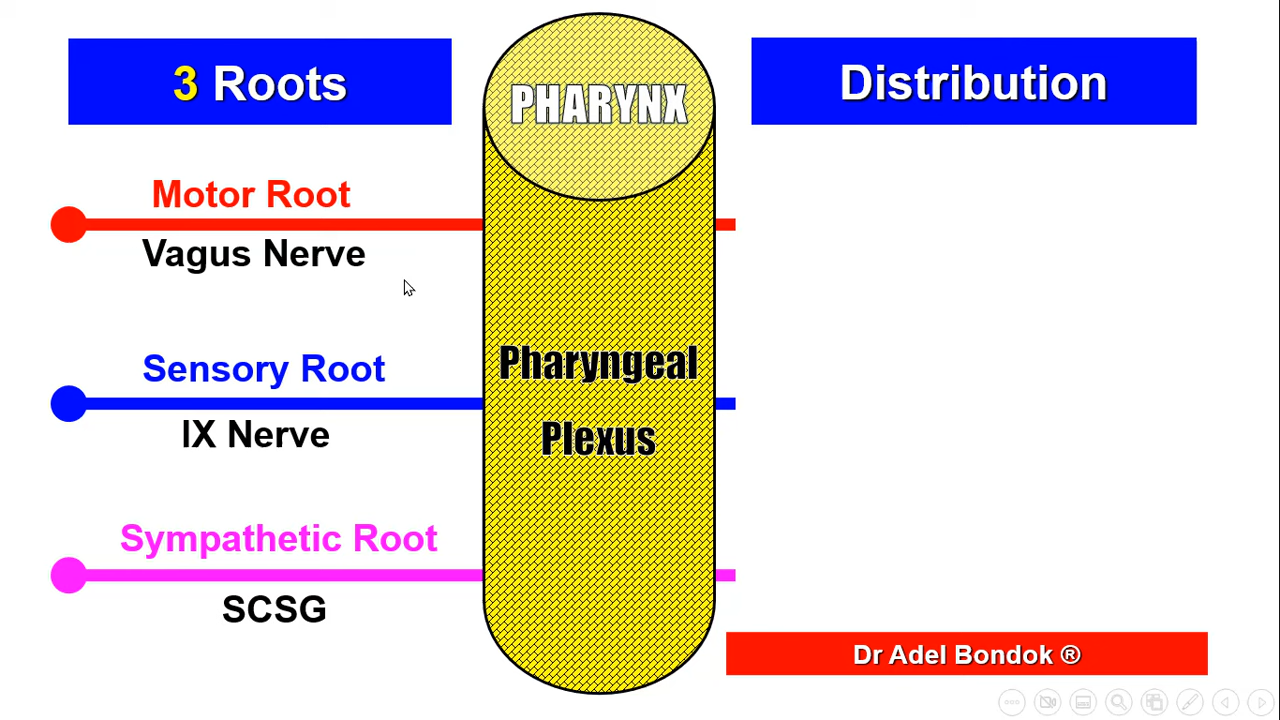 3 Roots
PHARYNX
Distribution
Motor Root
Vagus Nerve
Sensory Root
IX Nerve
Pharyngeal
Plexus
Sympathetic Root
SCSG
Dr Adel Bondok ®